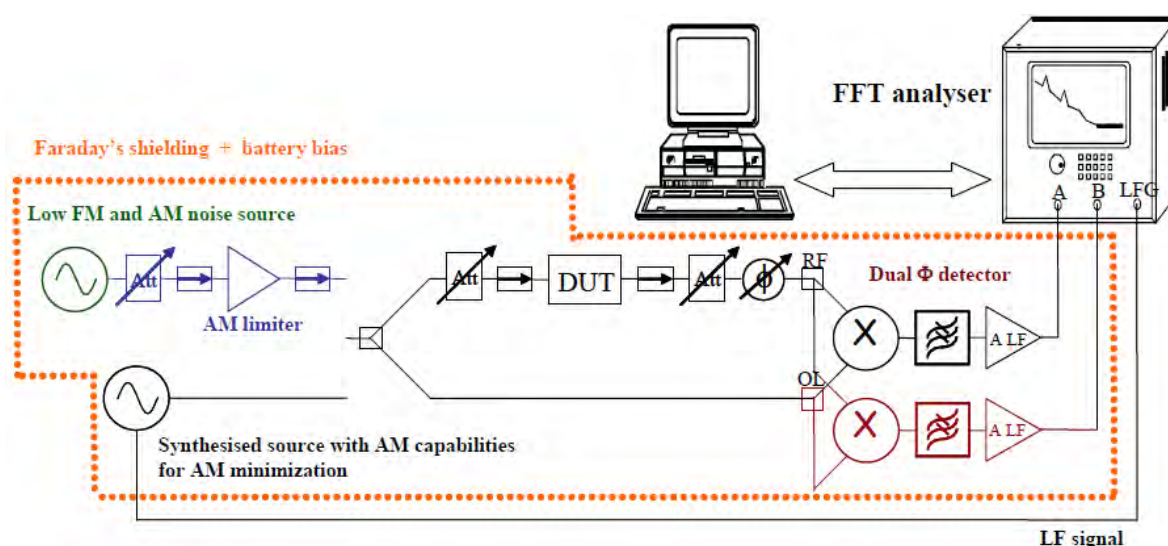 FFT analyser
Faraday's shielding + battery bias
A B LFG
Low FM and AM noise source
Att
AM limiter
Att
DUT
Att
ϕ
RF
Dual Φ detector
X
A LF
OL
X
A LF
Synthesised source with AM capabilities
for AM minimization
LF signal